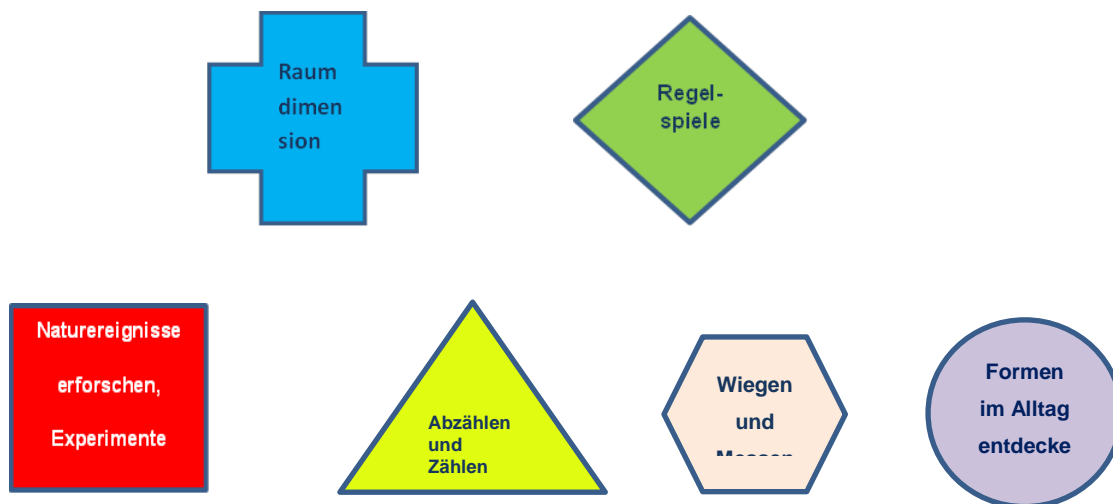 Raum
dimen
sion
Regel-
spiele
Naturereignisse
erforschen,
Experimente
Abzählen
und
Zählen
Wiegen
und
Formen
im Alltag
entdecke